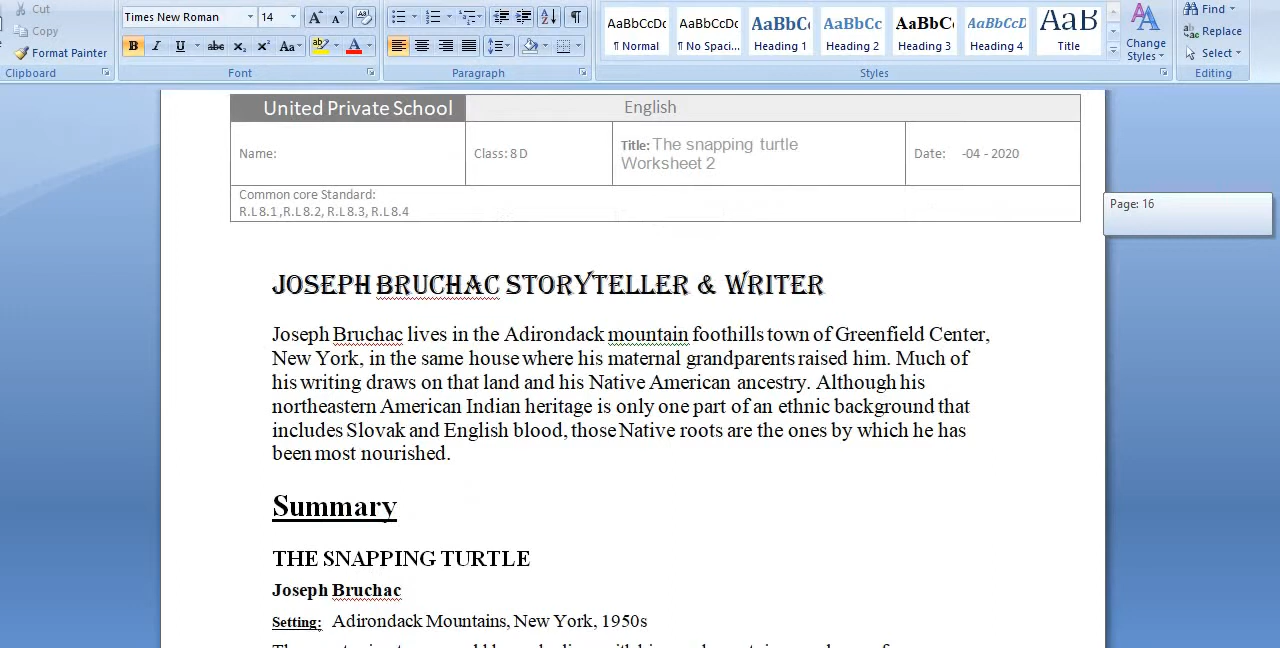 Cut
Copy
Format Painter
Clipboard
Times New Roman
14
Font
Paragraph
AaBbCcDc
¶ Normal
AaBbCcDc
¶ No Spaci...
AaBbC(
Heading 1
AaBbCc
Heading 2
AaBbC(
Heading 3
AaBbCcD
Heading 4
AaB
Title
Change
Styles
Styles
Find
Replace
Select
Editing
United Private School
English
Name:
Class: 8 D
Title: The snapping turtle
Worksheet 2
Date: -04 - 2020
Common core Standard:
R.L 8.1 ,R.L 8.2, R.L 8.3, R.L 8.4
Page: 16
JOSEPH BRUCHAC STORYTELLER & WRITER
Joseph Bruchac lives in the Adirondack mountain foothills town of Greenfield Center,
New York, in the same house where his maternal grandparents raised him. Much of
his writing draws on that land and his Native American ancestry. Although his
northeastern American Indian heritage is only one part of an ethnic background that
includes Slovak and English blood, those Native roots are the ones by which he has
been most nourished.
Summary
THE SNAPPING TURTLE
Joseph Bruchac
Setting: Adirondack Mountains, New York, 1950s